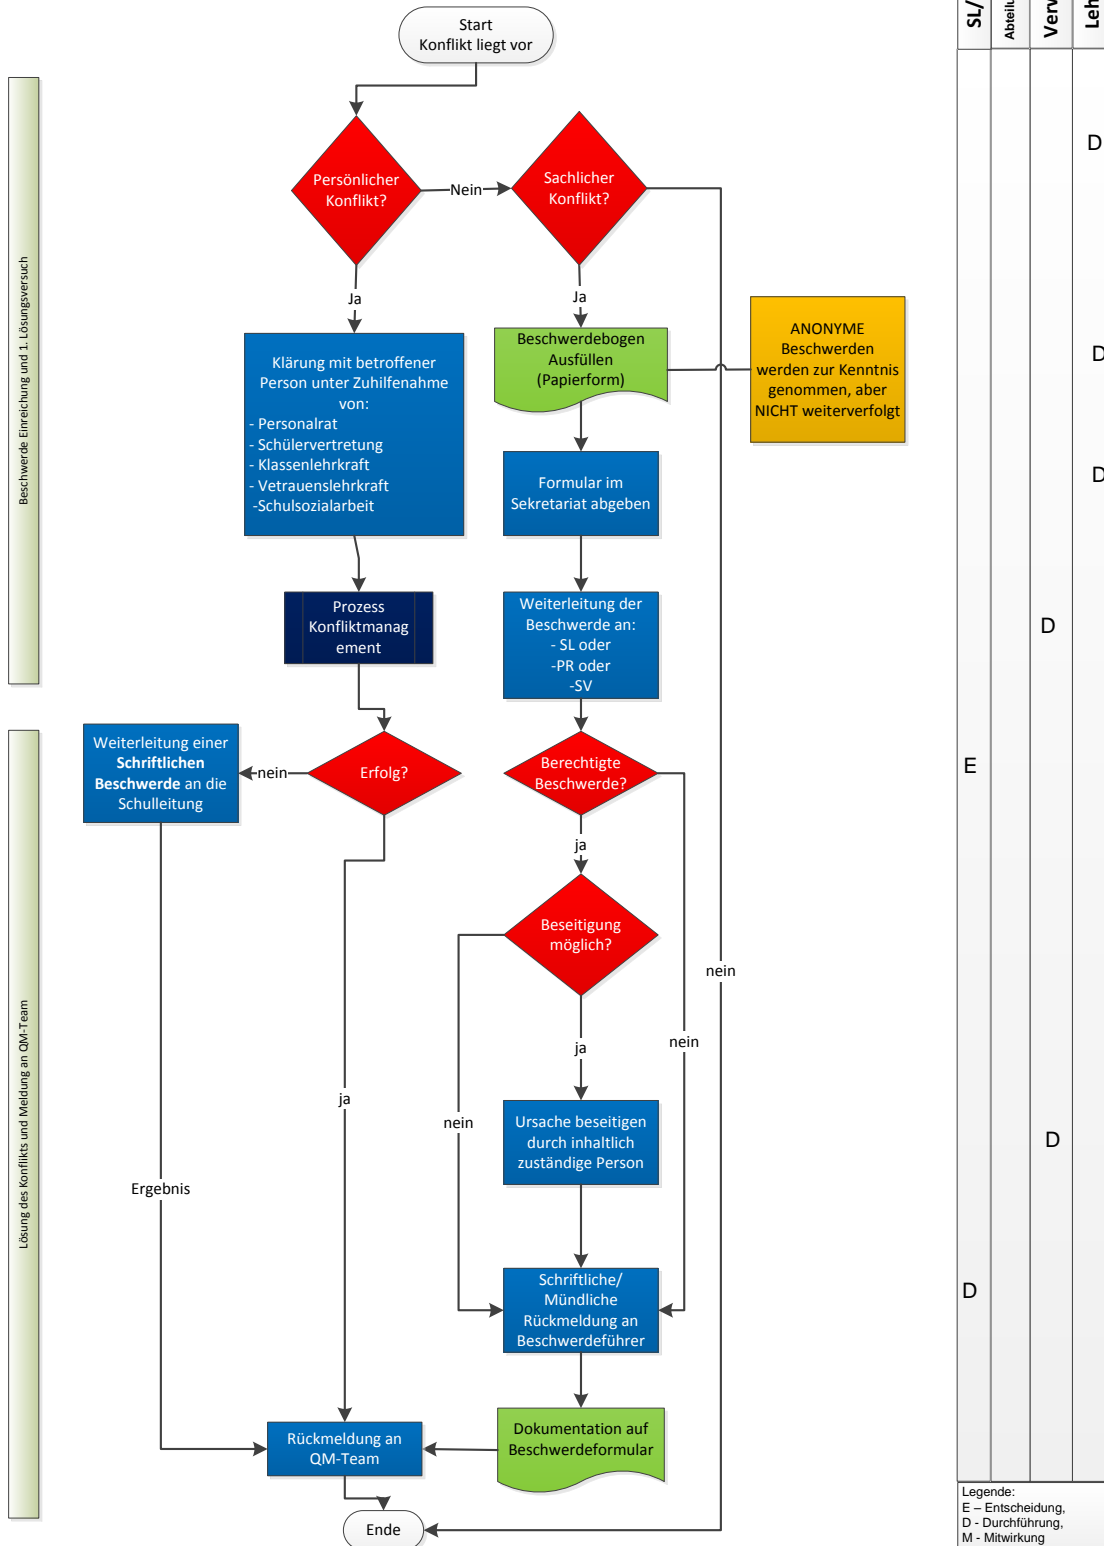 Start
Konflikt liegt vor
SL/
Abteilu
Verw
Leh
Beschwerde Einreichung und 1. Lösungsversuch
Persönlicher
Konflikt?
Nein
Sachlicher
Konflikt?
D
Ja
Ja
Klärung mit betroffener
Person unter Zuhilfenahme
von:
- Personalrat
- Schülervertretung
- Klassenlehrkraft
- Vetrauenslehrkraft
-Schulsozialarbeit
Beschwerdebogen
Ausfüllen
(Papierform)
ANONYME
Beschwerden
werden zur Kenntnis
genommen, aber
NICHT weiterverfolgt
D
Formular im
Sekretariat abgeben
D
Prozess
Konfliktmanag
ement
Weiterleitung der
Beschwerde an:
- SL oder
-PR oder
-SV
D
Lösung des Konflikts und Meldung an QM-Team
Weiterleitung einer
Schriftlichen
Beschwerde an die
Schulleitung
nein
Erfolg?
Berechtigte
Beschwerde?
E
ja
Beseitigung
möglich?
nein
nein
ja
ja
nein
Ursache beseitigen
durch inhaltlich
zuständige Person
D
Ergebnis
Schriftliche/
Mündliche
Rückmeldung an
Beschwerdeführer
D
Rückmeldung an
QM-Team
Dokumentation auf
Beschwerdeformular
Ende
Legende:
E – Entscheidung,
D - Durchführung,
M - Mitwirkung